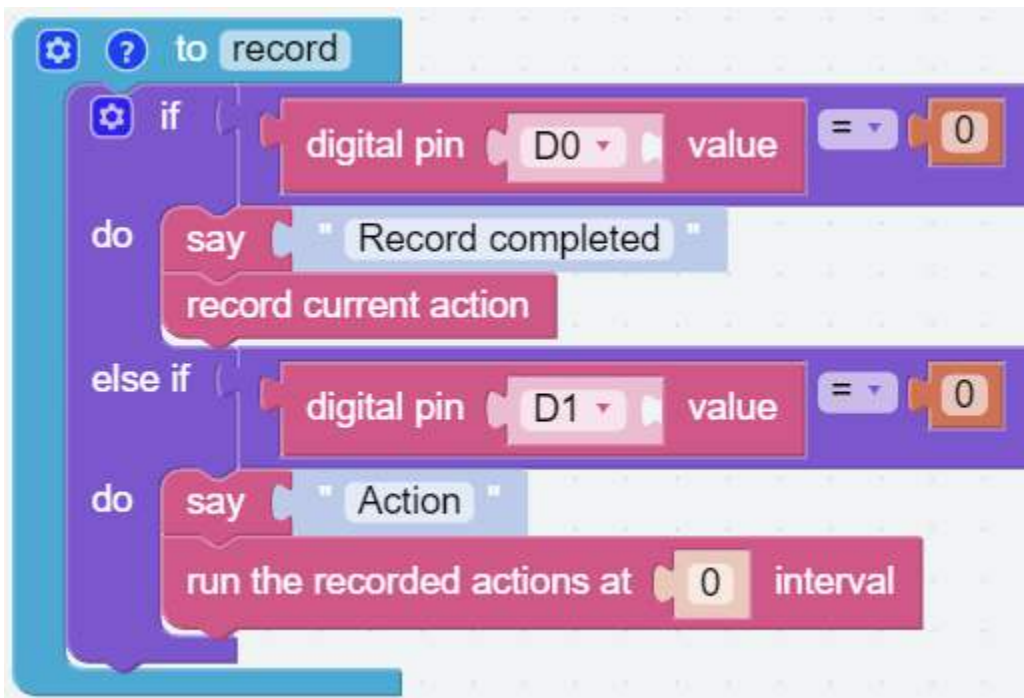 ? to record
if digital pin D0 value = 0
do say " Record completed "
record current action
else if digital pin D1 value = 0
do say " Action "
run the recorded actions at 0 interval